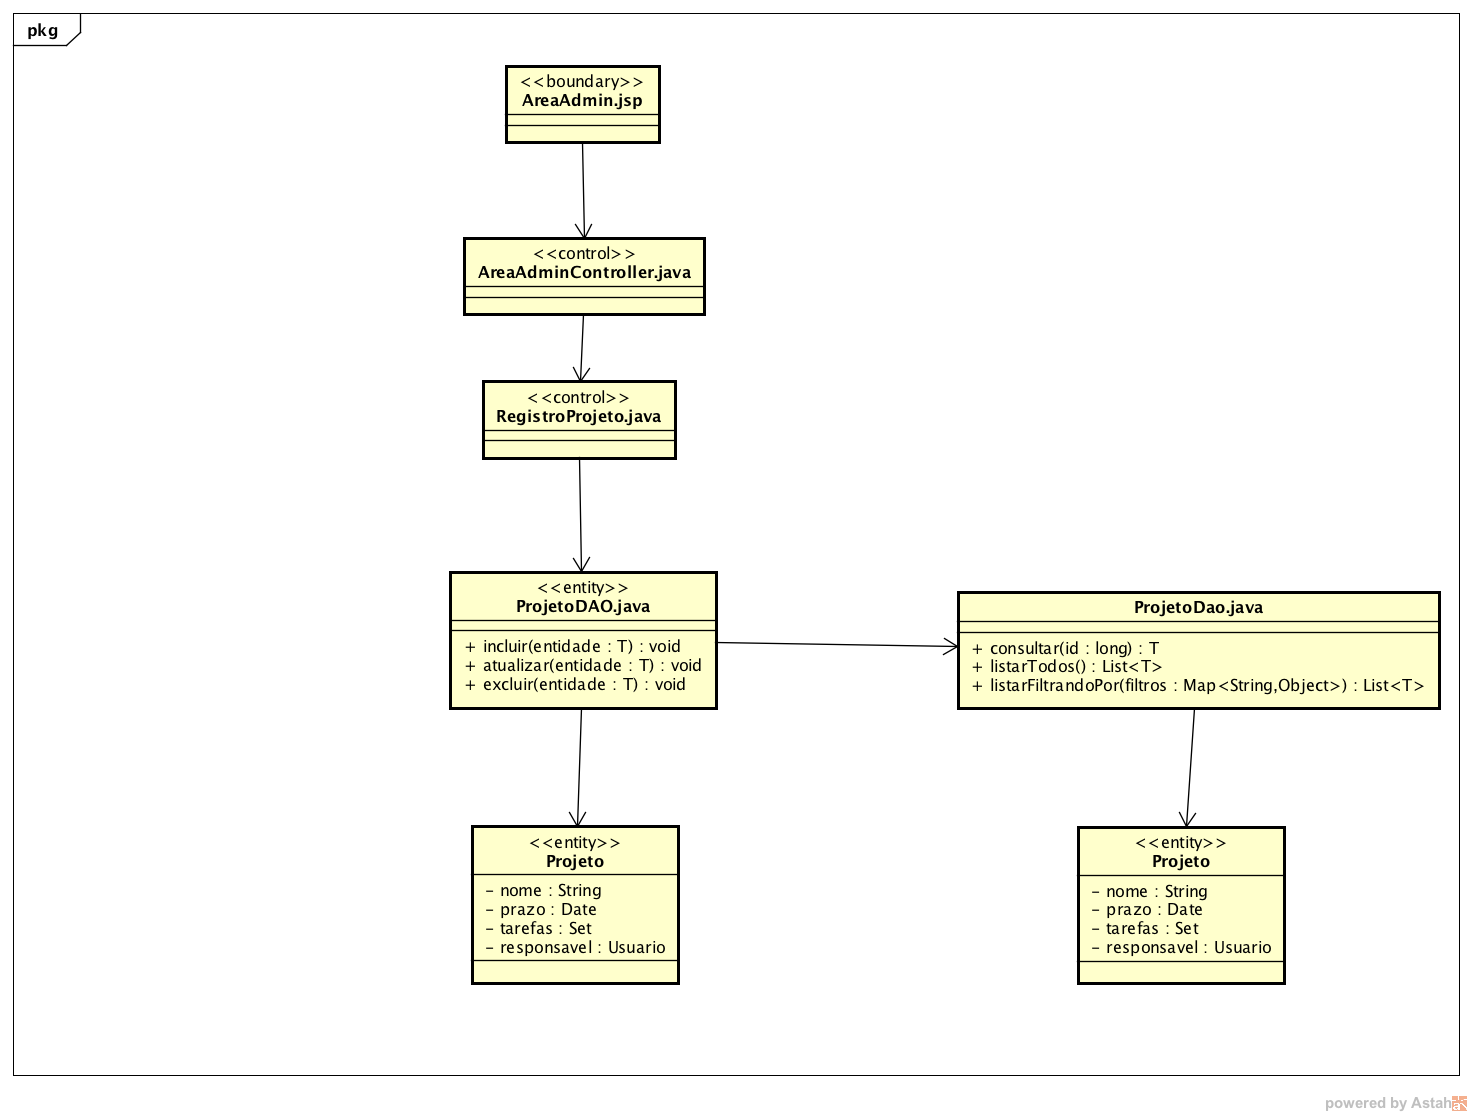 pkg
<<boundary>>
AreaAdmin.jsp
<<control>>
AreaAdminController.java
<<control>>
RegistroProjeto.java
<<entity>>
ProjetoDAO.java
+ incluir(entidade : T) : void
+ atualizar(entidade : T) : void
+ excluir(entidade : T) : void
ProjetoDao.java
+ consultar(id : long) : T
+ listarTodos() : List<T>
+ listarFiltrandoPor(filtros : Map<String,Object>) : List<T>
<<entity>>
Projeto
- nome : String
- prazo : Date
- tarefas : Set
- responsavel : Usuario
<<entity>>
Projeto
- nome : String
- prazo : Date
- tarefas : Set
- responsavel : Usuario
powered by Astah